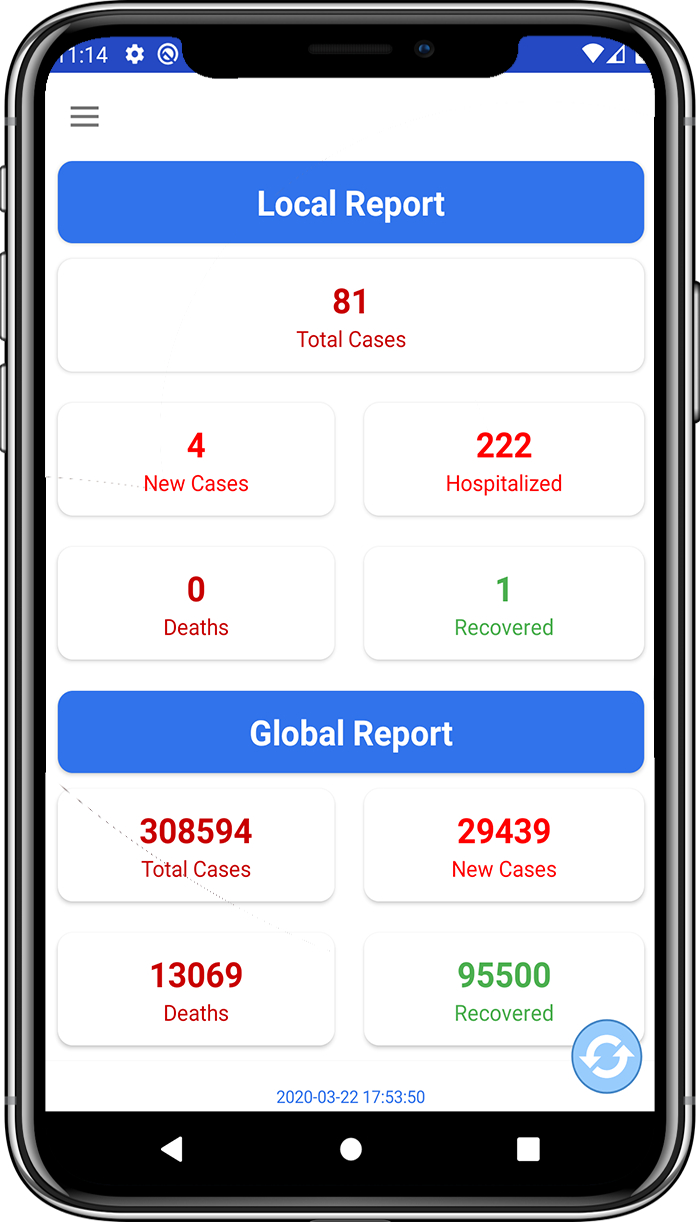 11:14
Local Report
81
Total Cases
4
New Cases
222
Hospitalized
0
Deaths
1
Recovered
Global Report
308594
Total Cases
29439
New Cases
13069
Deaths
95500
Recovered
2020-03-22 17:53:50